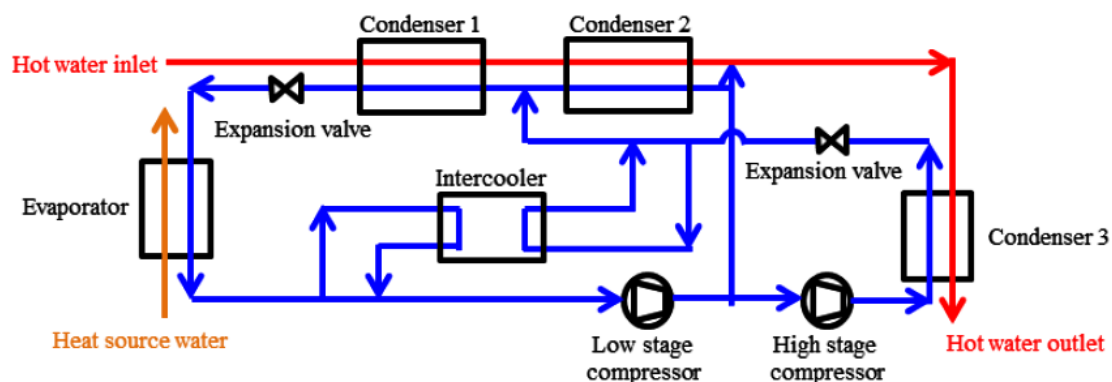 Condenser 1
Condenser 2
Hot water inlet
Expansion valve
Expansion valve
Intercooler
Evaporator
Condenser 3
Heat source water
Low stage
compressor
High stage
compressor
Hot water outlet